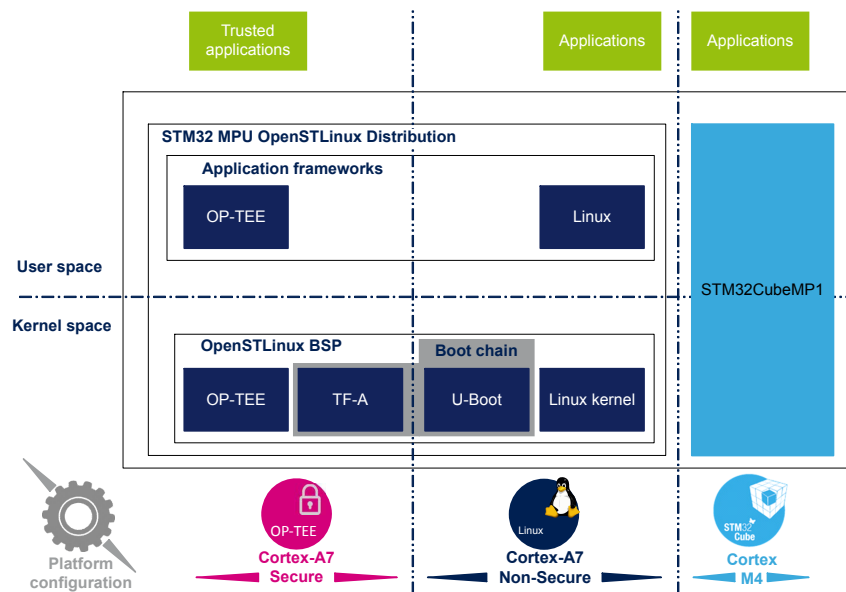 Trusted
applications
Applications
Applications
STM32 MPU OpenSTLinux Distribution
Application frameworks
OP-TEE
Linux
User space
STM32CubeMP1
Kernel space
OpenSTLinux BSP
Boot chain
OP-TEE
TF-A
U-Boot
Linux kernel
OP-TEE
Linux
STM32
Cube
Platform
configuration
Cortex-A7
Secure
Cortex-A7
Non-Secure
Cortex
M4